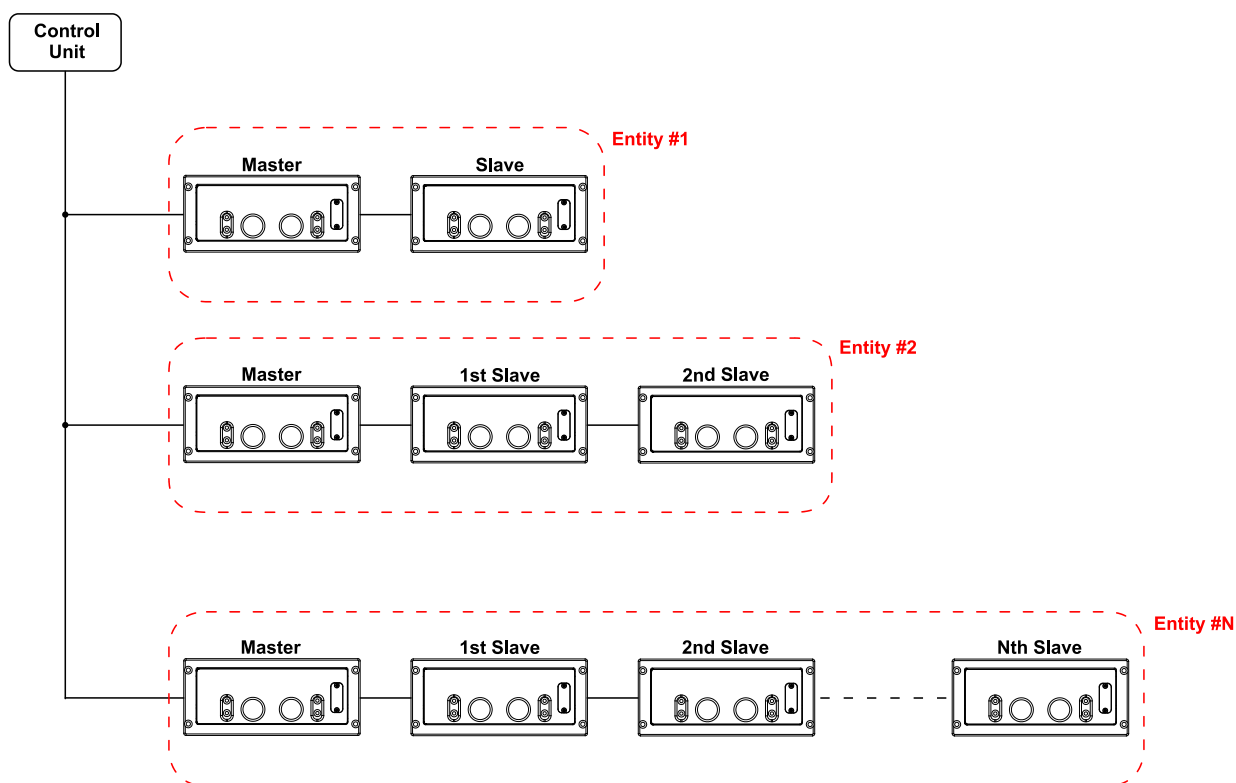 Control
Unit
Entity #1
Master
Slave
Entity #2
Master
1st Slave
2nd Slave
Entity #N
Master
1st Slave
2nd Slave
Nth Slave